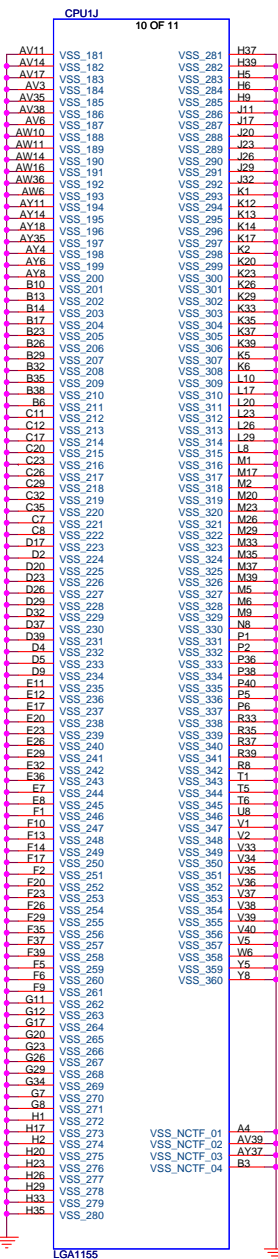 CPU1J
10 OF 11
AV11 VSS_181 VSS_281 H37
AV14 VSS_182 VSS_282 H39
AV17 VSS_183 VSS_283 H5
AV3 VSS_184 VSS_284 H6
AV35 VSS_185 VSS_285 H9
AV38 VSS_186 VSS_286 J11
AV6 VSS_187 VSS_287 J17
AW10 VSS_188 VSS_288 J20
AW11 VSS_189 VSS_289 J23
AW14 VSS_190 VSS_290 J26
AW16 VSS_191 VSS_291 J29
AW36 VSS_192 VSS_292 J32
AW6 VSS_193 VSS_293 K1
AY11 VSS_194 VSS_294 K12
AY14 VSS_195 VSS_295 K13
AY18 VSS_196 VSS_296 K14
AY35 VSS_197 VSS_297 K17
AY4 VSS_198 VSS_298 K2
AY6 VSS_199 VSS_299 K20
AY8 VSS_200 VSS_300 K23
B10 VSS_201 VSS_301 K26
B13 VSS_202 VSS_302 K29
B14 VSS_203 VSS_303 K33
B17 VSS_204 VSS_304 K35
B23 VSS_205 VSS_305 K37
B26 VSS_206 VSS_306 K39
B29 VSS_207 VSS_307 K5
B32 VSS_208 VSS_308 K6
B35 VSS_209 VSS_309 L10
B38 VSS_210 VSS_310 L17
B6 VSS_211 VSS_311 L20
C11 VSS_212 VSS_312 L23
C12 VSS_213 VSS_313 L26
C17 VSS_214 VSS_314 L29
C20 VSS_215 VSS_315 L8
C23 VSS_216 VSS_316 M1
C26 VSS_217 VSS_317 M17
C29 VSS_218 VSS_318 M2
C32 VSS_219 VSS_319 M20
C35 VSS_220 VSS_320 M23
C7 VSS_221 VSS_321 M26
C8 VSS_222 VSS_322 M29
D17 VSS_223 VSS_323 M33
D2 VSS_224 VSS_324 M35
D20 VSS_225 VSS_325 M37
D23 VSS_226 VSS_326 M39
D26 VSS_227 VSS_327 M5
D29 VSS_228 VSS_328 M6
D32 VSS_229 VSS_329 M9
D37 VSS_230 VSS_330 N8
D39 VSS_231 VSS_331 P1
D4 VSS_232 VSS_332 P2
D5 VSS_233 VSS_333 P36
D9 VSS_234 VSS_334 P38
E11 VSS_235 VSS_335 P40
E12 VSS_236 VSS_336 P5
E17 VSS_237 VSS_337 P6
E20 VSS_238 VSS_338 R33
E23 VSS_239 VSS_339 R35
E26 VSS_240 VSS_340 R37
E29 VSS_241 VSS_341 R39
E32 VSS_242 VSS_342 R8
E36 VSS_243 VSS_343 T1
E7 VSS_244 VSS_344 T5
E8 VSS_245 VSS_345 T6
F1 VSS_246 VSS_346 U8
F10 VSS_247 VSS_347 V1
F13 VSS_248 VSS_348 V2
F14 VSS_249 VSS_349 V33
F17 VSS_250 VSS_350 V34
F2 VSS_251 VSS_351 V35
F20 VSS_252 VSS_352 V36
F23 VSS_253 VSS_353 V37
F26 VSS_254 VSS_354 V38
F29 VSS_255 VSS_355 V39
F35 VSS_256 VSS_356 V40
F37 VSS_257 VSS_357 V5
F39 VSS_258 VSS_358 W6
F5 VSS_259 VSS_359 Y5
F6 VSS_260 VSS_360 Y8
F9 VSS_261
G11 VSS_262
G12 VSS_263
G17 VSS_264
G20 VSS_265
G23 VSS_266
G26 VSS_267
G29 VSS_268
G34 VSS_269
G7 VSS_270
G8 VSS_271
H1 VSS_272
H17 VSS_273 VSS_NCTF_01 A4
H2 VSS_274 VSS_NCTF_02 AV39
H20 VSS_275 VSS_NCTF_03 AY37
H23 VSS_276 VSS_NCTF_04 B3
H26 VSS_277
H29 VSS_278
H33 VSS_279
H35 VSS_280
LGA1155